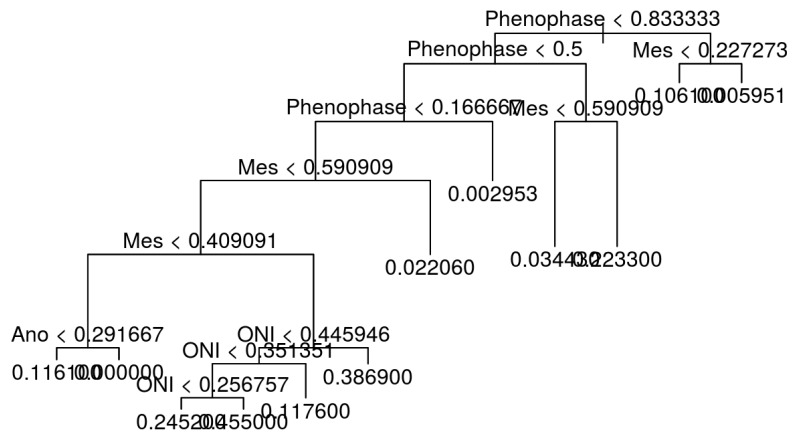 Phenophase < 0.833333
Phenophase < 0.5
Mes < 0.227273
0.106100
0.005951
Phenophase < 0.166667
Mes < 0.590909
Mes < 0.590909
0.002953
0.034430
0.223300
Mes < 0.409091
0.022060
Ano < 0.291667
ONI < 0.445946
ONI < 0.351351
0.116100
0.000000
0.386900
ONI < 0.256757
0.117600
0.245200
0.455000